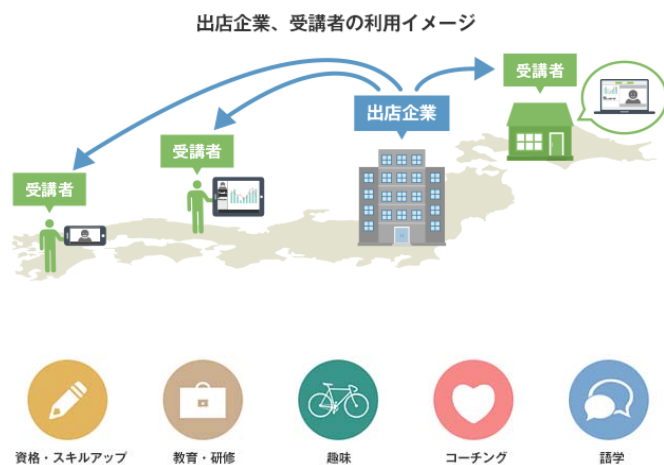 出店企業、受講者の利用イメージ
受講者
出店企業
受講者
受講者
資格・スキルアップ
教育・研修
趣味
コーチング
語学